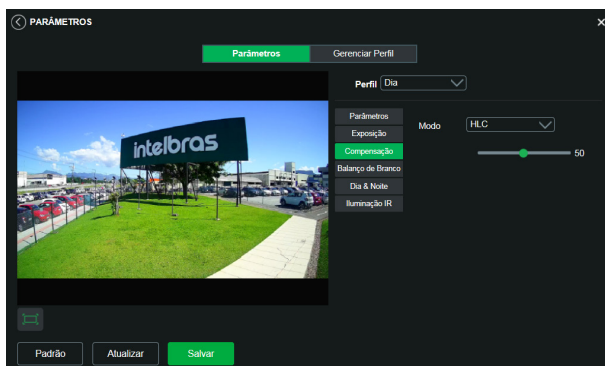 PARÂMETROS
Parâmetros Gerenciar Perfil
Perfil Dia
intelbras
Parâmetros
Exposição
Compensação
Balanço de Branco
Dia & Noite
Iluminação IR
Modo HLC
50
Padrão Atualizar Salvar